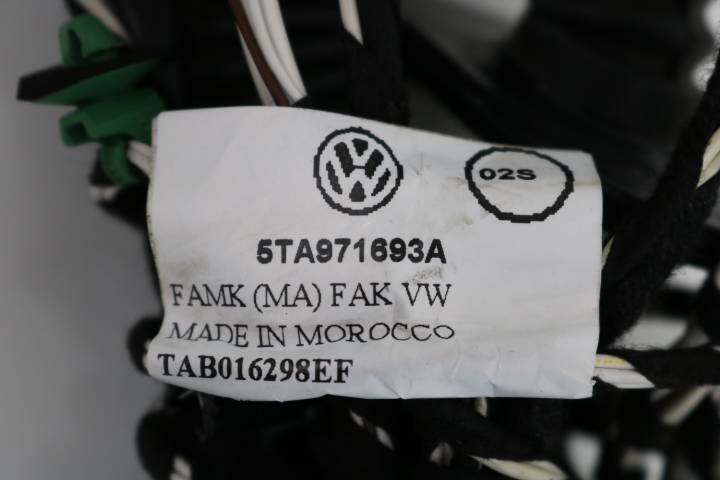 02S
5TA971693A
FAMK (MA) FAK VW
MADE IN MOROCCO
TAB016298EF